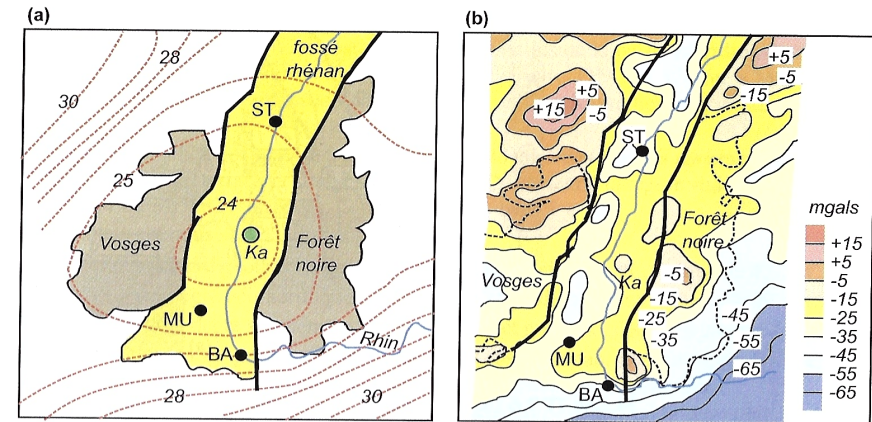 (a)
fossé
rhénan
28
30
ST
25
24
Vosges
Ka
Forêt
noire
MU
Rhin
BA
28
30
(b)
+5
-5
-15
+5
+15
-5
ST
Forêt
noire
Vosges
Ka
-5
-15
-25
-35
-45
-55
-65
MU
BA
mgals
+15
+5
-5
-15
-25
-35
-45
-55
-65